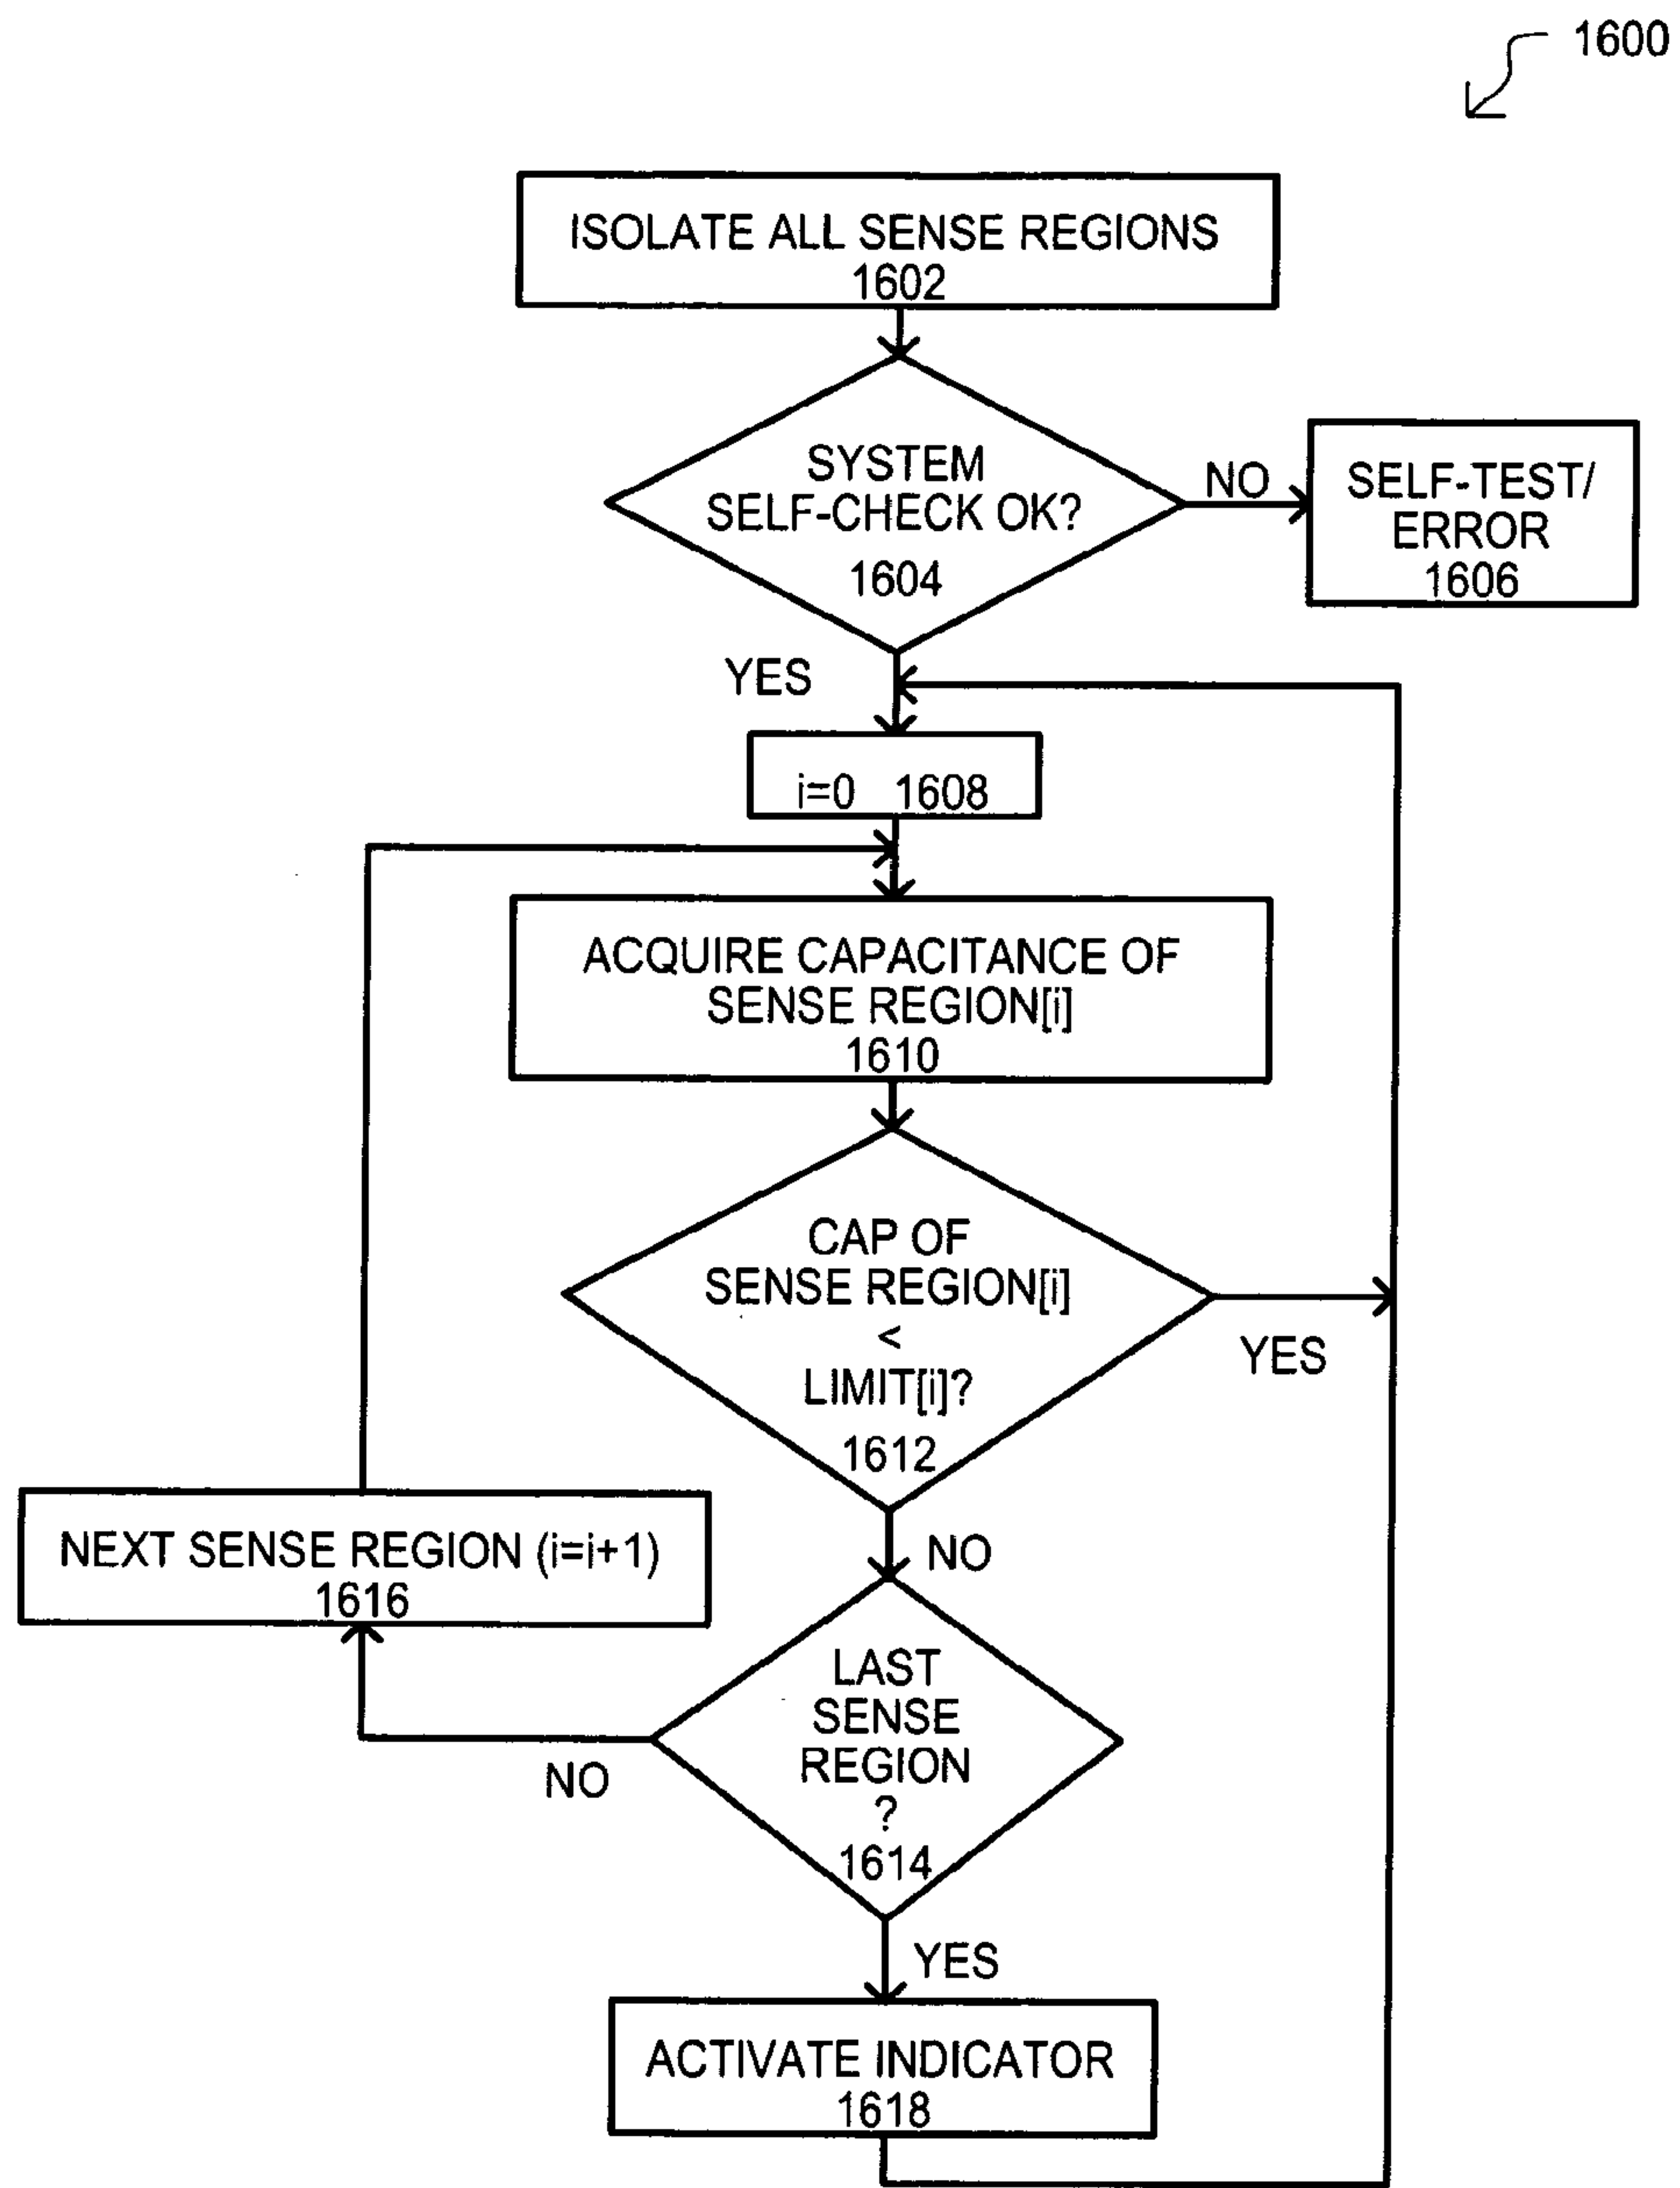 1600
ISOLATE ALL SENSE REGIONS
1602
SYSTEM
SELF-CHECK OK?
1604
NO
SELF-TEST/
ERROR
1606
YES
i=0 1608
ACQUIRE CAPACITANCE OF
SENSE REGION[i]
1610
CAP OF
SENSE REGION[i]
<
LIMIT[i]?
1612
YES
NO
NEXT SENSE REGION (i=i+1)
1616
LAST
SENSE
REGION
?
1614
NO
YES
ACTIVATE INDICATOR
1618